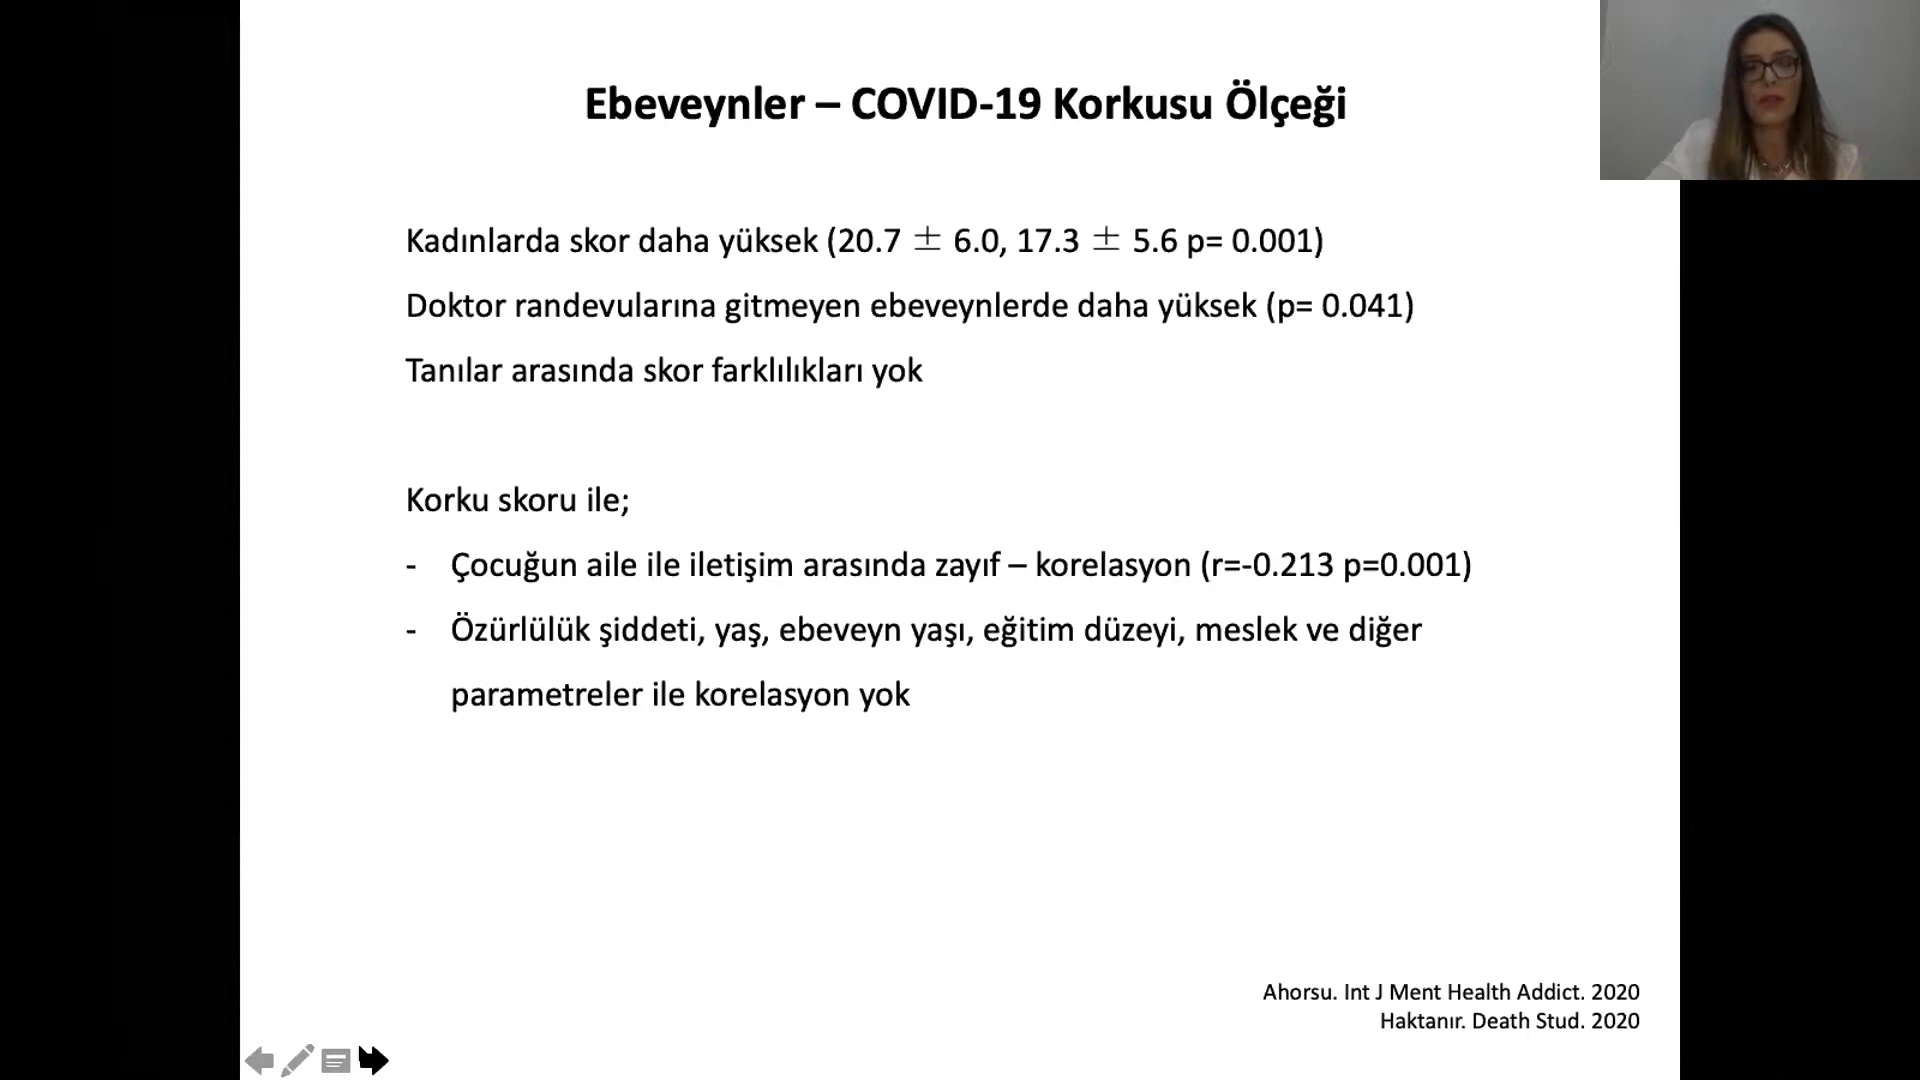 Ebeveynler – COVID-19 Korkusu Ölçeği
Kadınlarda skor daha yüksek (20.7 ± 6.0, 17.3 ± 5.6 p= 0.001)
Doktor randevularına gitmeyen ebeveynlerde daha yüksek (p= 0.041)
Tanılar arasında skor farklılıkları yok
Korku skoru ile;
- Çocuğun aile ile iletişim arasında zayıf – korelasyon (r=-0.213 p=0.001)
- Özürlülük şiddeti, yaş, ebeveyn yaşı, eğitim düzeyi, meslek ve diğer
parametreler ile korelasyon yok
Ahorsu. Int J Ment Health Addict. 2020
Haktanır. Death Stud. 2020